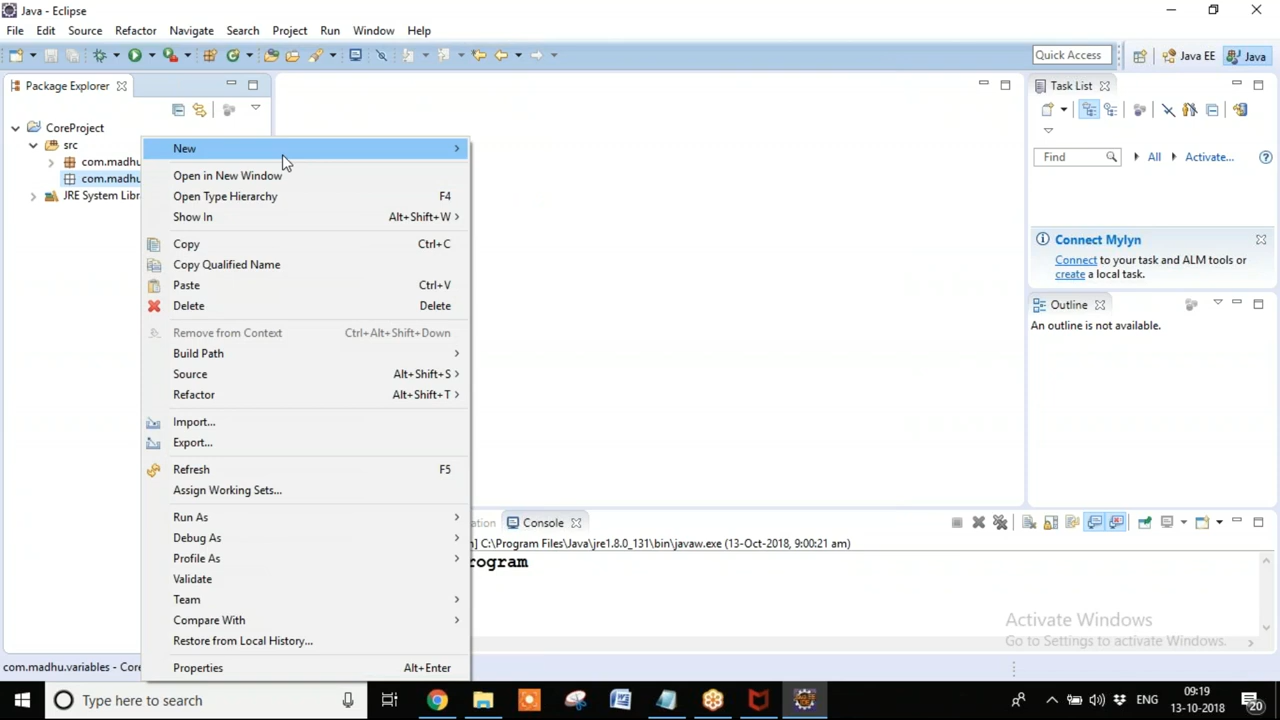 Java - Eclipse
File Edit Source Refactor Navigate Search Project Run Window Help
Quick Access
Java EE
Java
Package Explorer
CoreProject
src
com.madhu
com.madhu
JRE System Libr
New
Open in New Window
Open Type Hierarchy F4
Show In Alt+Shift+W
Copy Ctrl+C
Copy Qualified Name
Paste Ctrl+V
Delete Delete
Remove from Context Ctrl+Alt+Shift+Down
Build Path
Source Alt+Shift+S
Refactor Alt+Shift+T
Import...
Export...
Refresh F5
Assign Working Sets...
Run As
Debug As
Profile As
Validate
Team
Compare With
Restore from Local History...
Properties Alt+Enter
Task List
Find
All
Activate...
Connect Mylyn
Connect to your task and ALM tools or
create a local task.
Outline
An outline is not available.
ation
Console
] C:\Program Files\Java\jre1.8.0_131\bin\javaw.exe (13-Oct-2018, 9:00:21 am)
rogram
Activate Windows
Go to Settings to activate Windows.
com.madhu.variables - Core
Type here to search
ENG
09:19
13-10-2018
20